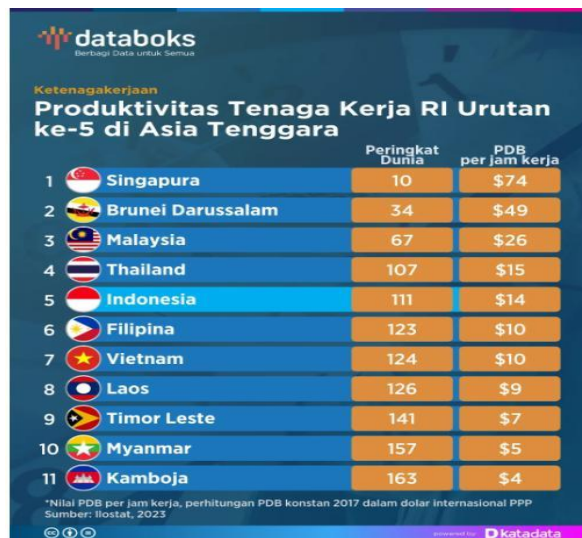 databoks
Berbagi Data untuk Semua
Ketenagakerjaan
Produktivitas Tenaga Kerja RI Urutan
ke-5 di Asia Tenggara
Peringkat Dunia PDB per jam kerja
1 Singapura 10 $74
2 Brunei Darussalam 34 $49
3 Malaysia 67 $26
4 Thailand 107 $15
5 Indonesia 111 $14
6 Filipina 123 $10
7 Vietnam 124 $10
8 Laos 126 $9
9 Timor Leste 141 $7
10 Myanmar 157 $5
11 Kamboja 163 $4
*Nilai PDB per jam kerja, perhitungan PDB konstan 2017 dalam dolar internasional PPP
Sumber: Ilostat, 2023
powered by katadata